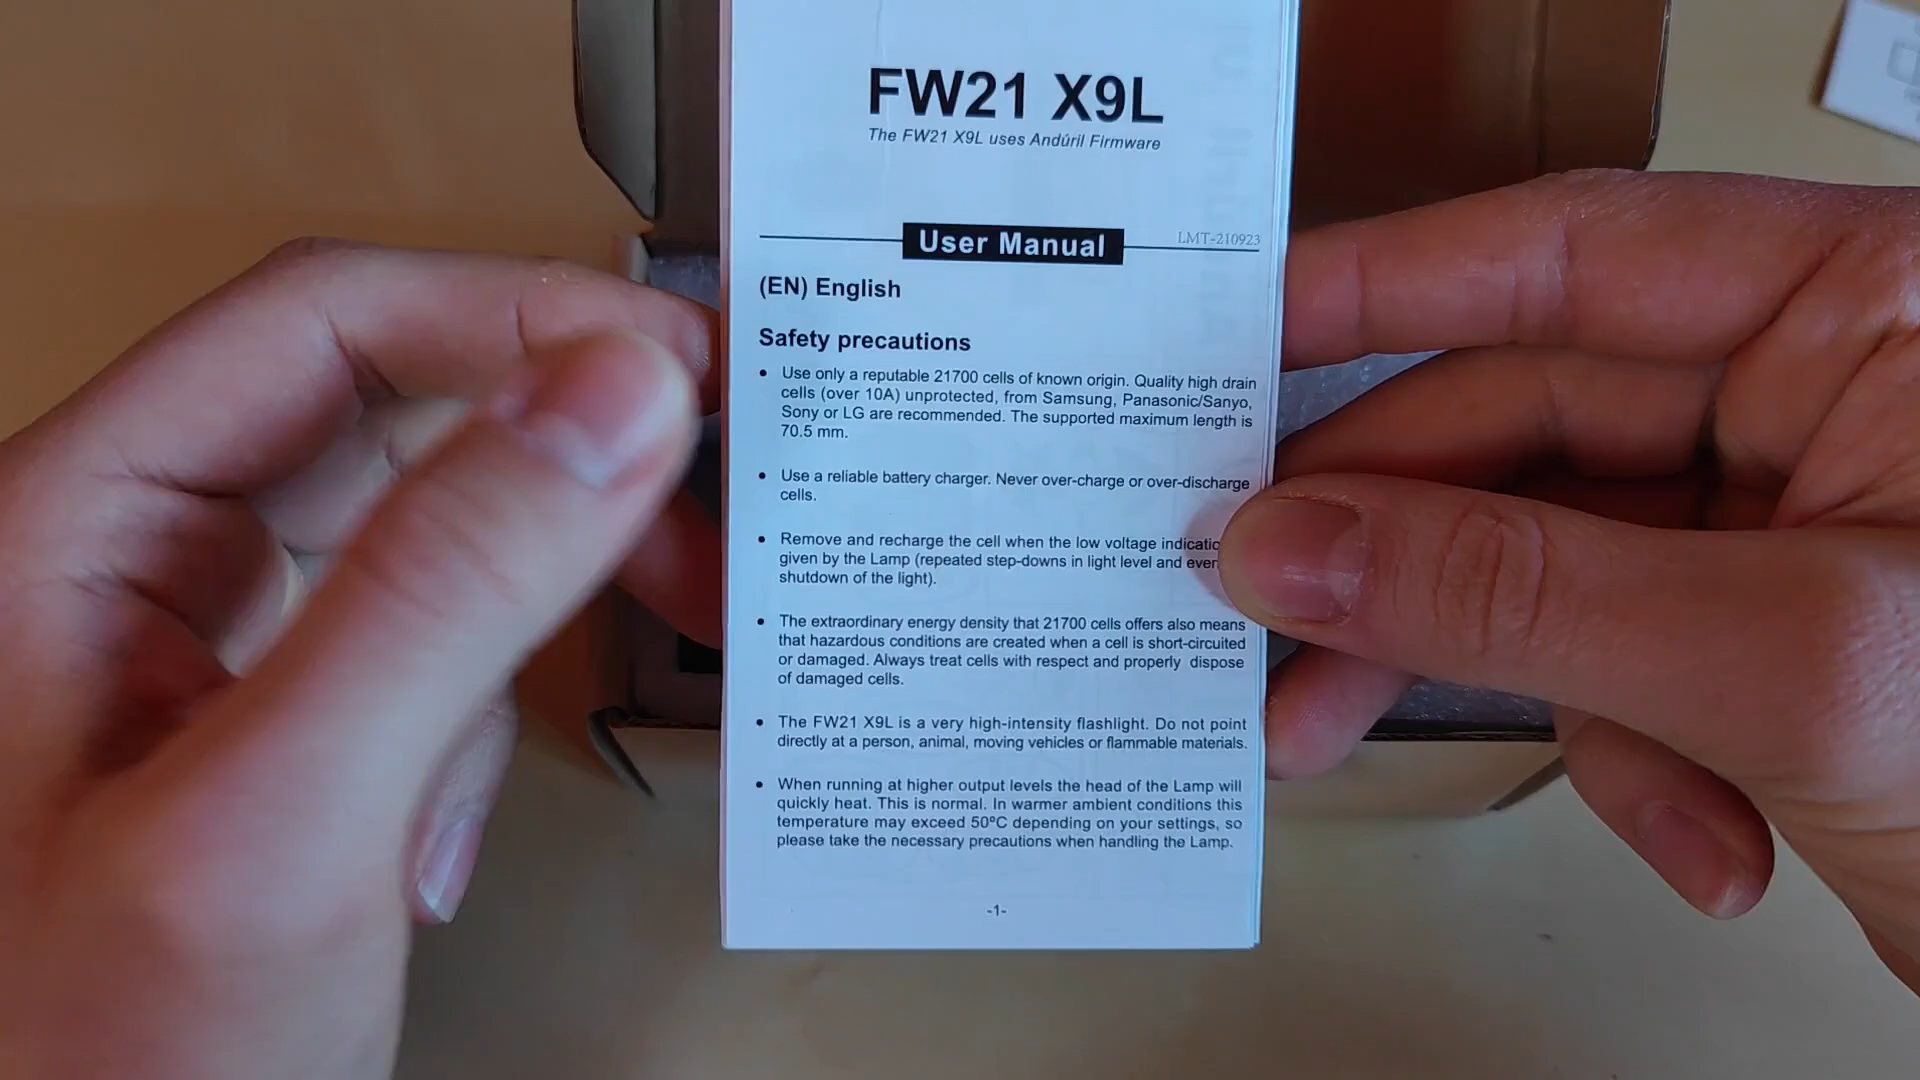 FW21 X9L
The FW21 X9L uses Andúril Firmware
User Manual
LMT-210923
(EN) English
Safety precautions
• Use only a reputable 21700 cells of known origin. Quality high drain
cells (over 10A) unprotected, from Samsung, Panasonic/Sanyo,
Sony or LG are recommended. The supported maximum length is
70.5 mm.
• Use a reliable battery charger. Never over-charge or over-discharge
cells.
• Remove and recharge the cell when the low voltage
given by the Lamp (repeated step-downs in light level and
shutdown of the light).
• The extraordinary energy density that 21700 cells offers also means
that hazardous conditions are created when a cell is short-circuited
or damaged. Always treat cells with respect and properly dispose
of damaged cells.
• The FW21 X9L is a very high-intensity flashlight. Do not point
directly at a person, animal, moving vehicles or flammable materials.
• When running at higher output levels the head of the Lamp will
quickly heat. This is normal. In warmer ambient conditions this
temperature may exceed 50ºC depending on your settings, so
please take the necessary precautions when handling the Lamp.
-1-